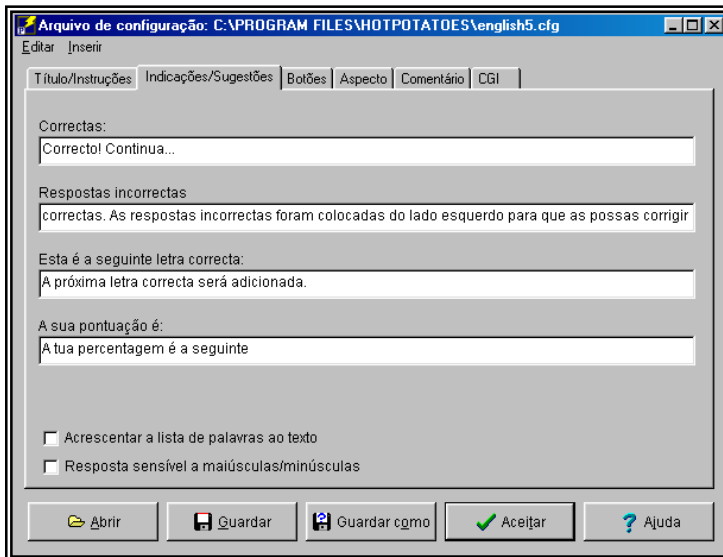 Arquivo de configuração: C:\PROGRAM FILES\HOTPOTATOES\english5.cfg
Editar Inserir
Título/Instruções Indicações/Sugestões Botões Aspecto Comentário CGI
Correctas:
Correcto! Continua...
Respostas incorrectas
correctas. As respostas incorrectas foram colocadas do lado esquerdo para que as possas corrigir
Esta é a seguinte letra correcta:
A próxima letra correcta será adicionada.
A sua pontuação é:
A tua percentagem é a seguinte
Acrescentar a lista de palavras ao texto
Resposta sensível a maiúsculas/minúsculas
Abrir Guardar Guardar como Aceitar Ajuda